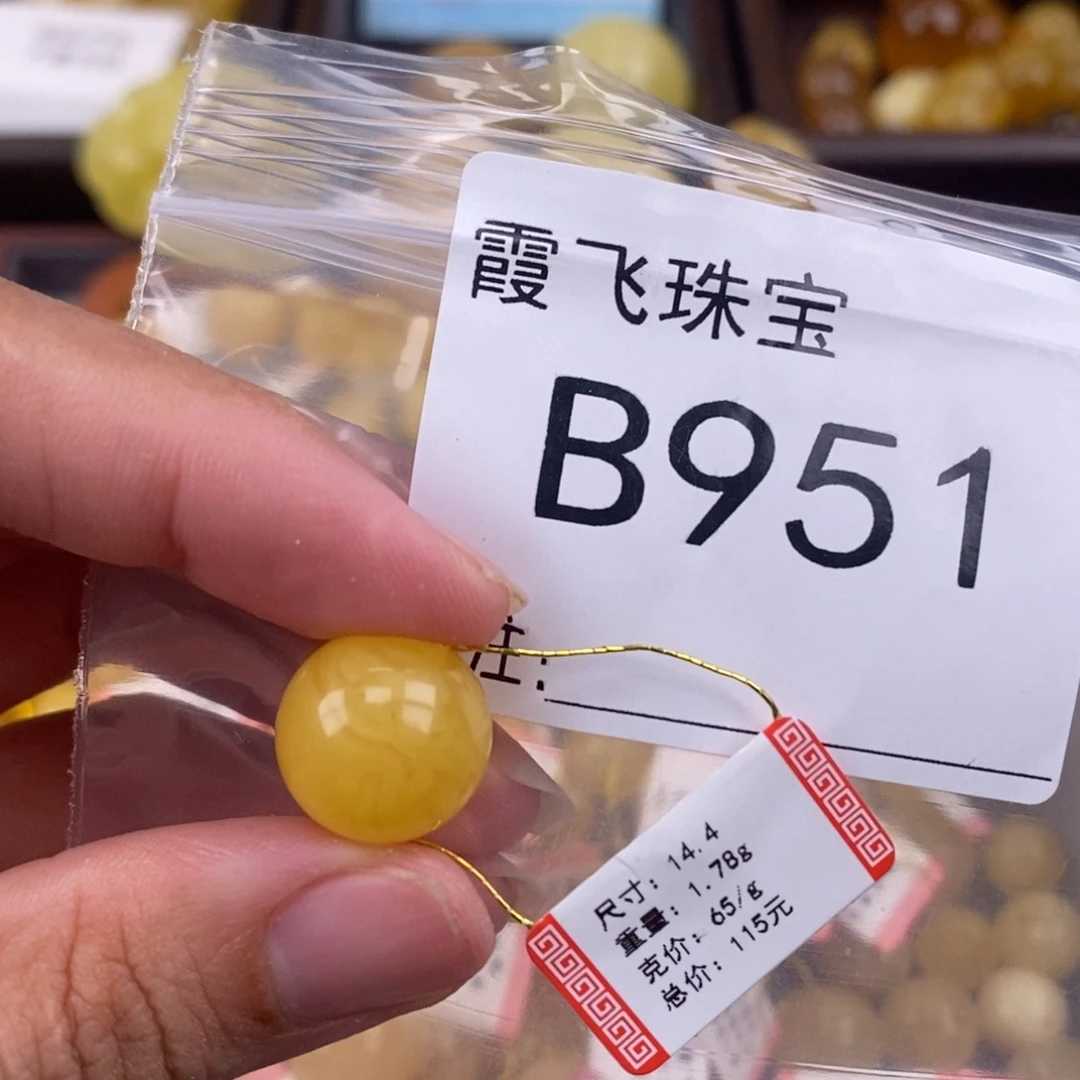 霞飞珠宝
B951
注:
尺寸: 14.4
重量: 1.78g
克价: 65/g
总价: 115元